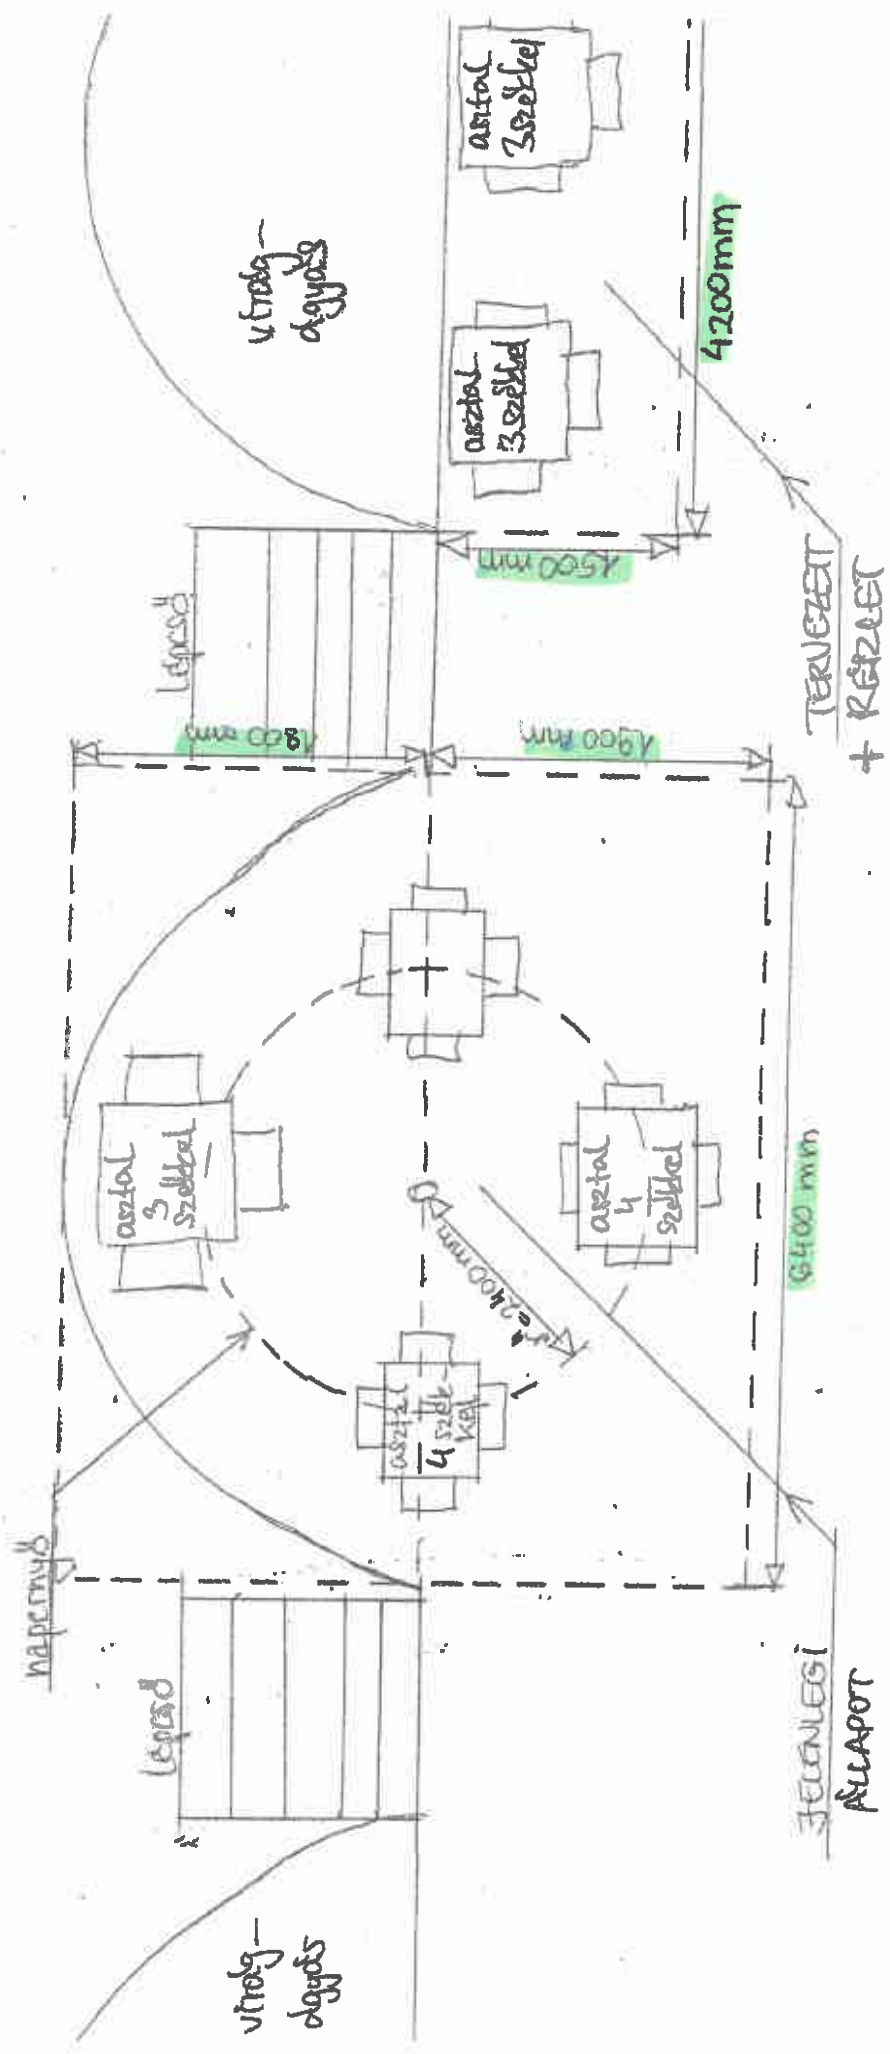 virág–
ágyás
lépcső
napernyő
asztal
4 szék-
kel
asztal
3
székkel
2400 mm
asztal
4
székkel
6400 mm
1800 mm
1900 mm
lépcső
1500 mm
virág–
ágyás
asztal
3 székkel
asztal
3 székkel
4200mm
JELENLEGI
ÁLLAPOT
TERVEZETT
+ RÉSZLET